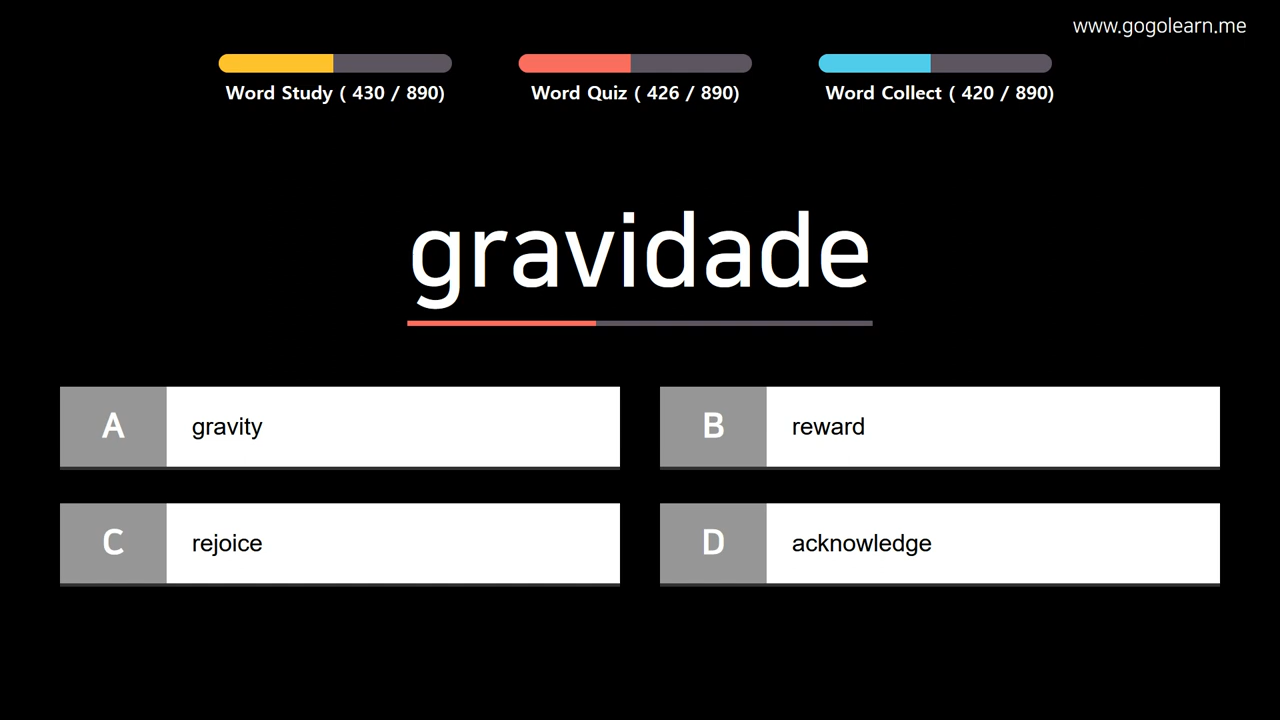 www.gogolearn.me
Word Study ( 430 / 890)
Word Quiz ( 426 / 890)
Word Collect ( 420 / 890)
gravidade
A gravity
B reward
C rejoice
D acknowledge